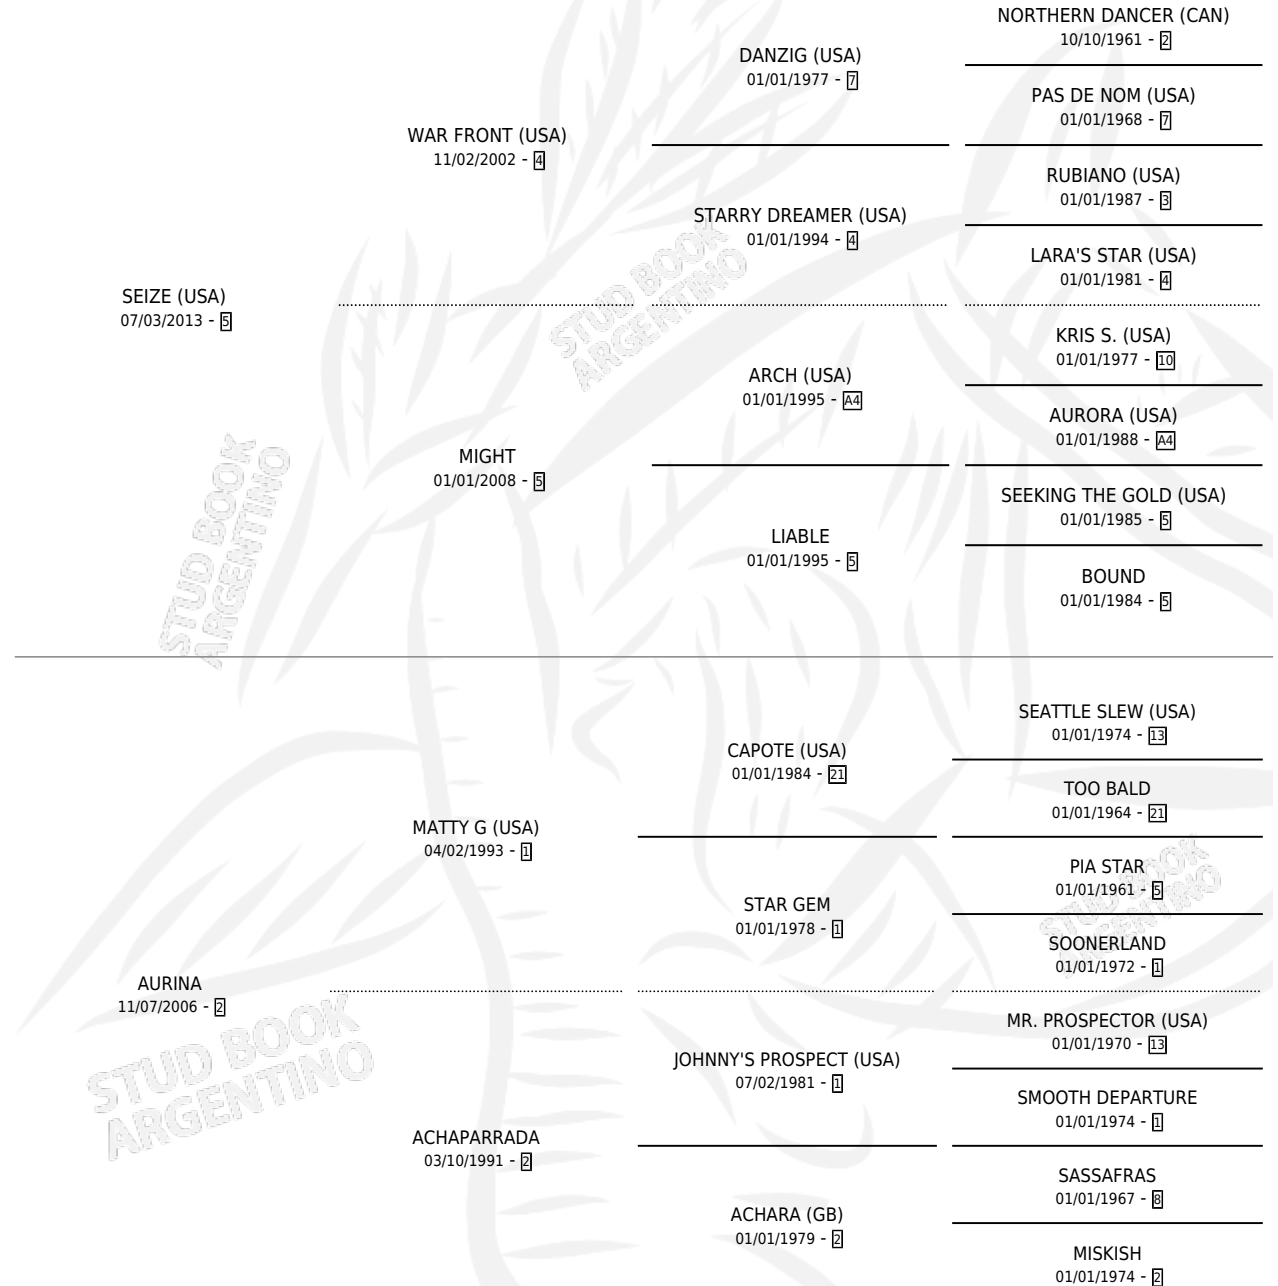 NORTHERN DANCER (CAN)
10/10/1961 - 2
DANZIG (USA)
01/01/1977 - 7
PAS DE NOM (USA)
01/01/1968 - 7
WAR FRONT (USA)
11/02/2002 - 4
RUBIANO (USA)
01/01/1987 - 3
STARRY DREAMER (USA)
01/01/1994 - 4
LARA'S STAR (USA)
01/01/1981 - 4
SEIZE (USA)
07/03/2013 - 5
KRIS S. (USA)
01/01/1977 - 10
ARCH (USA)
01/01/1995 - A4
AURORA (USA)
01/01/1988 - A4
MIGHT
01/01/2008 - 5
SEEKING THE GOLD (USA)
01/01/1985 - 5
LIABLE
01/01/1995 - 5
BOUND
01/01/1984 - 5
SEATTLE SLEW (USA)
01/01/1974 - 13
CAPOTE (USA)
01/01/1984 - 21
TOO BALD
01/01/1964 - 21
MATTY G (USA)
04/02/1993 - 1
PIA STAR
01/01/1961 - 5
STAR GEM
01/01/1978 - 1
SOONERLAND
01/01/1972 - 1
AURINA
11/07/2006 - 2
MR. PROSPECTOR (USA)
01/01/1970 - 13
JOHNNY'S PROSPECT (USA)
07/02/1981 - 1
SMOOTH DEPARTURE
01/01/1974 - 1
ACHAPARRADA
03/10/1991 - 2
SASSAFRAS
01/01/1967 - 8
ACHARA (GB)
01/01/1979 - 2
MISKISH
01/01/1974 - 2
STUD BOOK
ARGENTINO
STUD BOOK
ARGENTINO
STUD BOOK
ARGENTINO
STUD BOOK
ARGENTINO